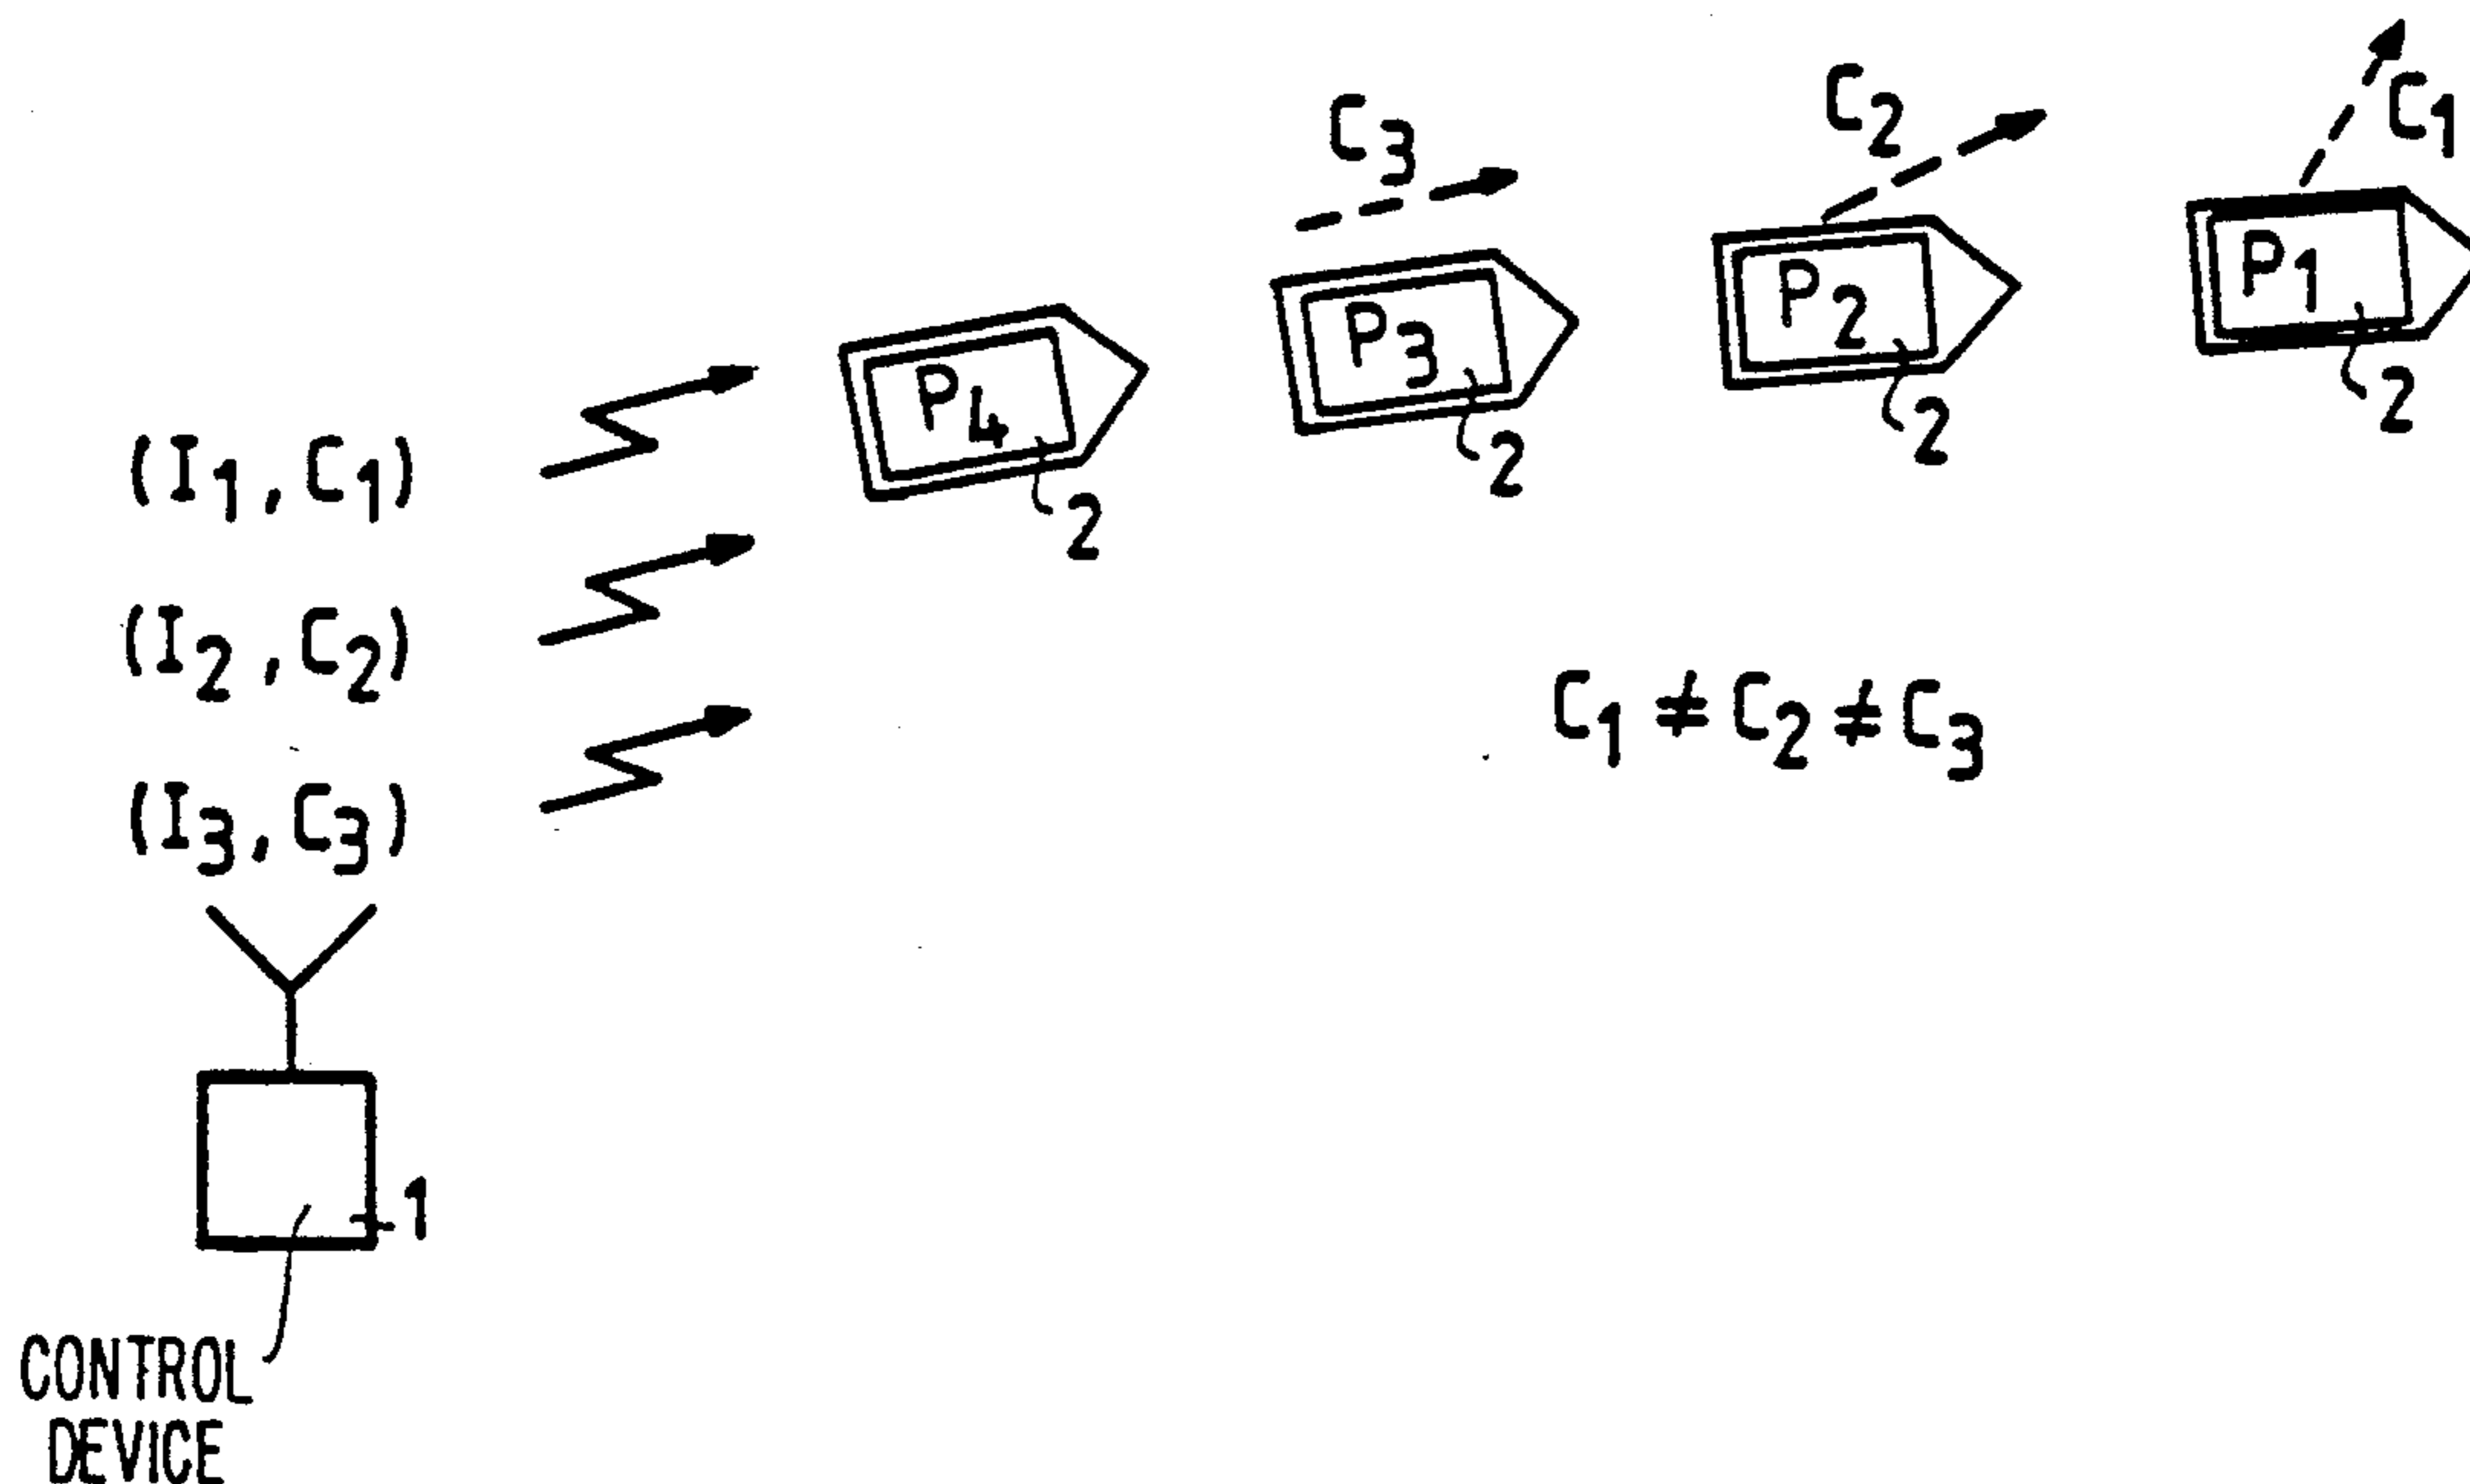 C1
C2
C3
P1
P2
P3
P4
2
2
2
2
(I1,C1)
(I2,C2)
(I3,C3)
C1≠C2≠C3
1
CONTROL
DEVICE